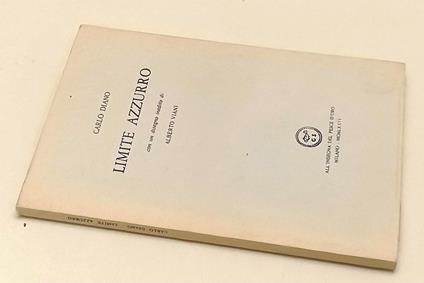 CARLO DIANO
LIMITE AZZURRO
con un disegno inedito di
ALBERTO VIANI
ALL'INSEGNA DEL PESCE D'ORO
MILANO
CARLO DIANO LIMITE AZZURRO